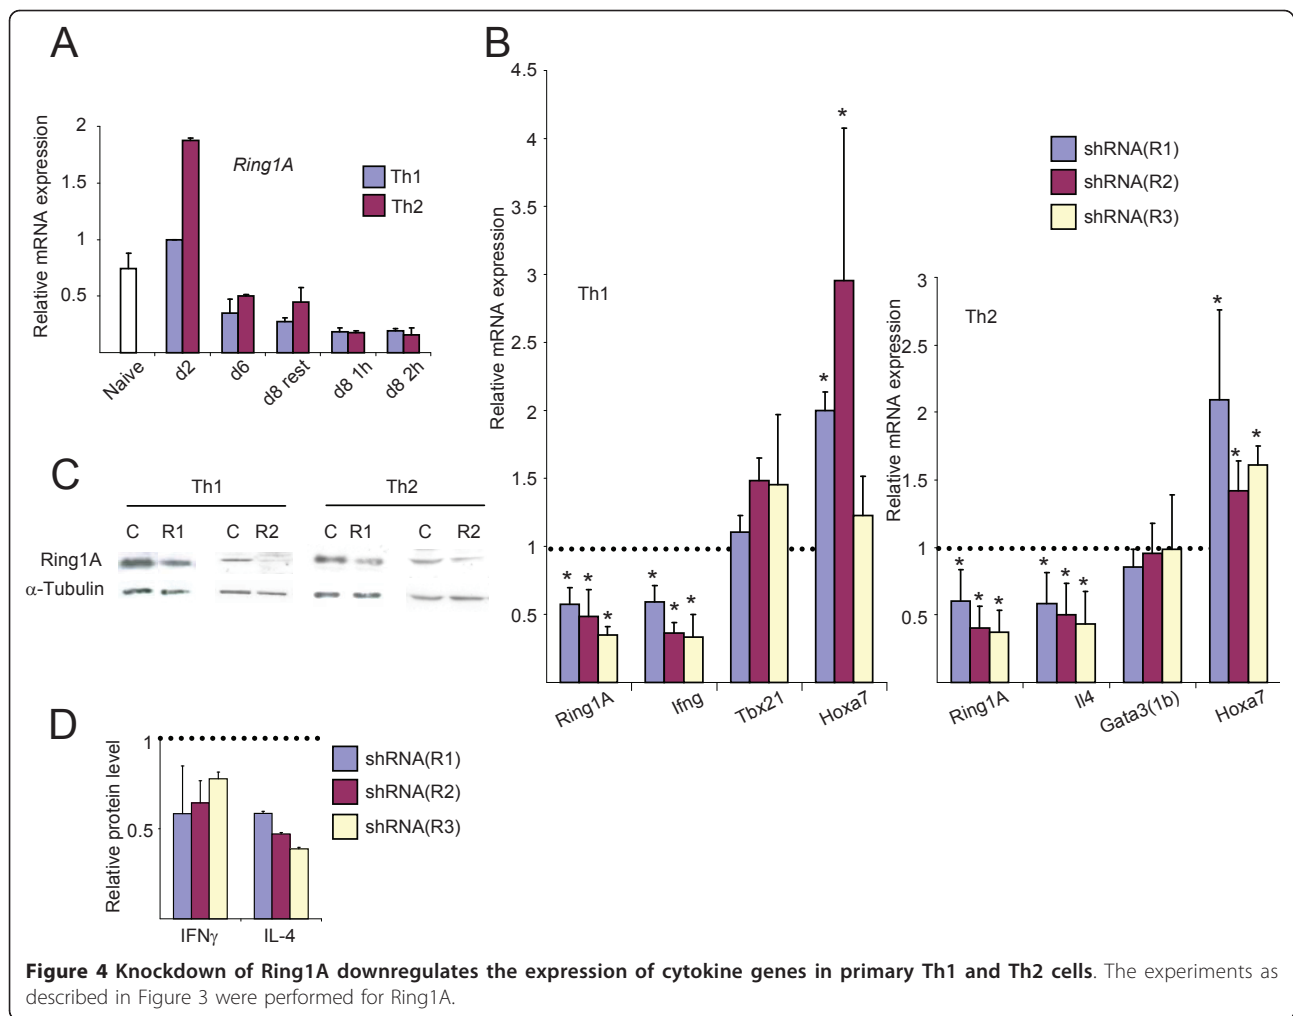 A
Relative mRNA expression
2
1.5
1
0.5
Ring1A
Th1
Th2
Naive
d2
d6
d8 rest
d8 1h
d8 2h
B
Relative mRNA expression
4.5
4
3.5
3
2.5
2
1.5
1
0.5
Th1
* * *
* * *
*
*
Ring1A
Ifng
Tbx21
Hoxa7
shRNA(R1)
shRNA(R2)
shRNA(R3)
Relative mRNA expression
3
2.5
2
1.5
1
0.5
Th2
* * *
* * *
* * *
Ring1A
Il4
Gata3(1b)
Hoxa7
C
Th1
Th2
C R1 C R2 C R1 C R2
Ring1A
α-Tubulin
D
Relative protein level
1
0.5
IFNγ
IL-4
shRNA(R1)
shRNA(R2)
shRNA(R3)
Figure 4 Knockdown of Ring1A downregulates the expression of cytokine genes in primary Th1 and Th2 cells. The experiments as
described in Figure 3 were performed for Ring1A.